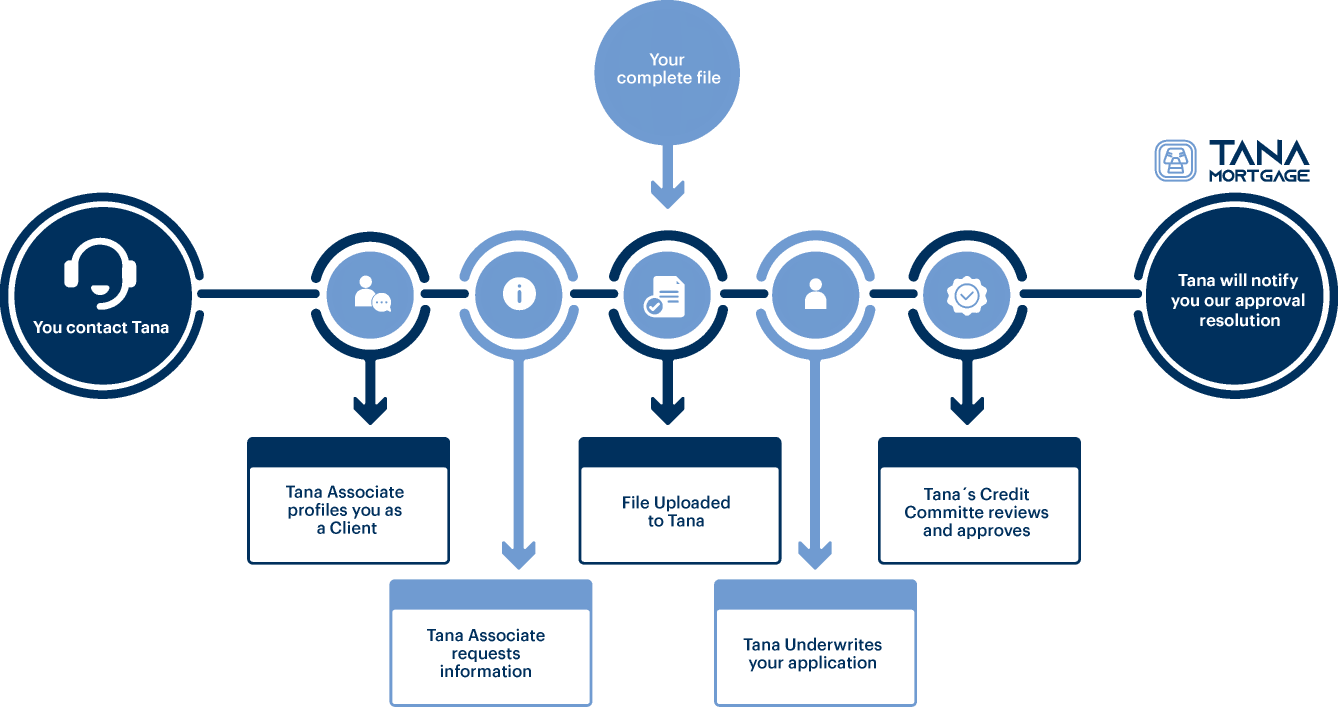 Your
complete file
TANA
MORTGAGE
You contact Tana
Tana will notify
you our approval
resolution
Tana Associate
profiles you as
a Client
File Uploaded
to Tana
Tana´s Credit
Committe reviews
and approves
Tana Associate
requests
information
Tana Underwrites
your application